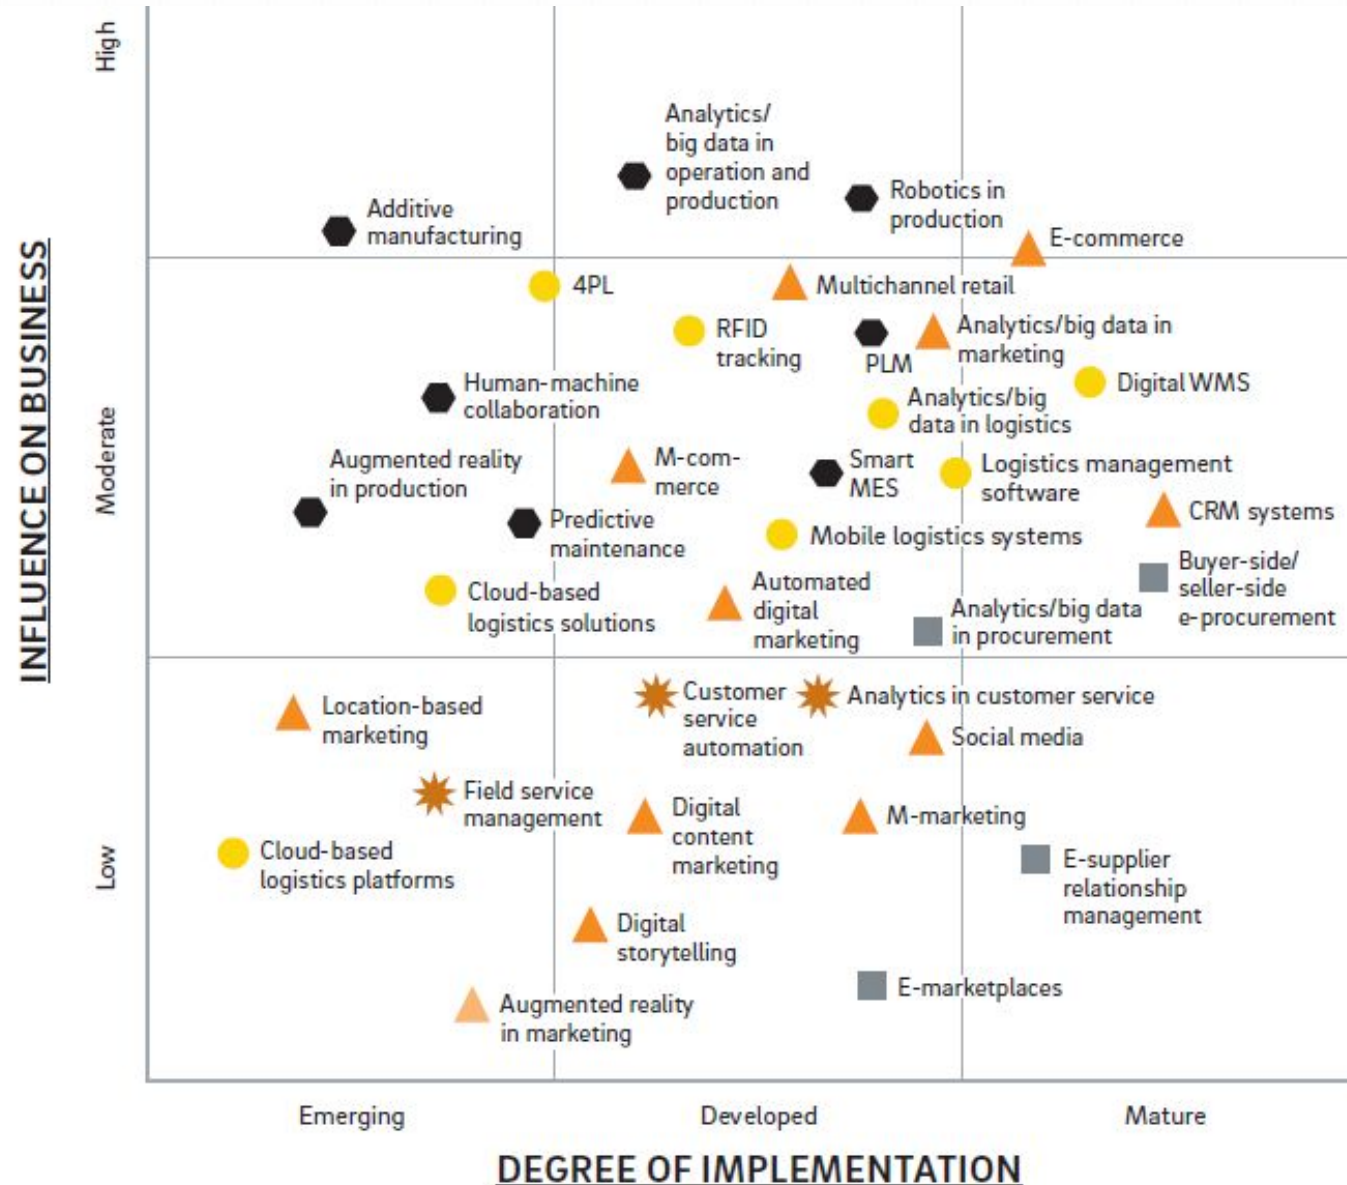 High
Analytics/
big data in
operation and
production
Robotics in
production
Additive
manufacturing
E-commerce
4PL
Multichannel retail
RFID
tracking
PLM
Analytics/big data in
marketing
Digital WMS
Human-machine
collaboration
Analytics/big
data in logistics
Augmented reality
in production
M-com-
merce
Smart
MES
Logistics management
software
CRM systems
Predictive
maintenance
Mobile logistics systems
Buyer-side/
seller-side
e-procurement
Cloud-based
logistics solutions
Automated
digital
marketing
Analytics/big data
in procurement
INFLUENCE ON BUSINESS
Moderate
Location-based
marketing
Customer
service
automation
Analytics in customer service
Social media
Field service
management
Digital
content
marketing
M-marketing
Low
Cloud-based
logistics platforms
E-supplier
relationship
management
Digital
storytelling
E-marketplaces
Augmented reality
in marketing
Emerging
Developed
Mature
DEGREE OF IMPLEMENTATION